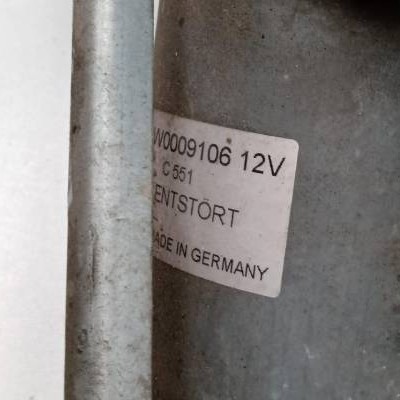 W0009106 12V
C 551
ENTSTÖRT
ADE IN GERMANY